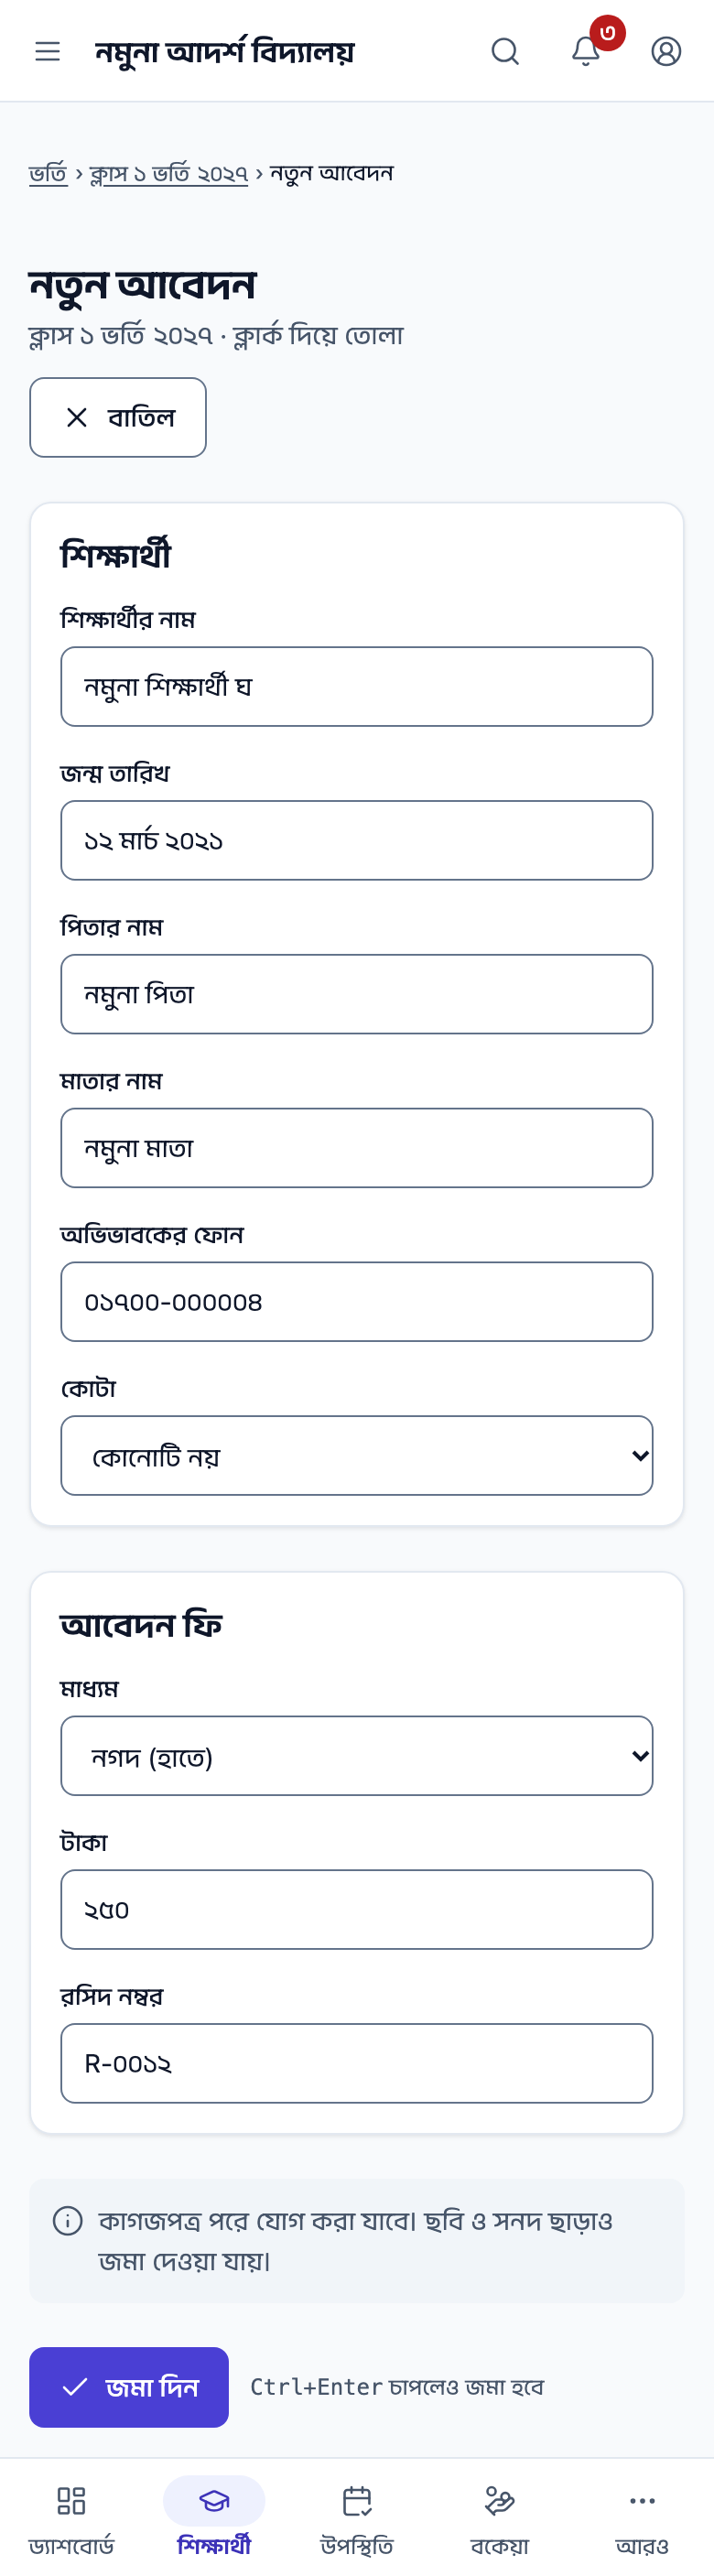 নমুনা আদর্শ বিদ্যালয়
৩
ভর্তি › ক্লাস ১ ভর্তি ২০২৭ › নতুন আবেদন
নতুন আবেদন
ক্লাস ১ ভর্তি ২০২৭ · ক্লার্ক দিয়ে তোলা
বাতিল
শিক্ষার্থী
শিক্ষার্থীর নাম
নমুনা শিক্ষার্থী ঘ
জন্ম তারিখ
১২ মার্চ ২০২১
পিতার নাম
নমুনা পিতা
মাতার নাম
নমুনা মাতা
অভিভাবকের ফোন
০১৭০০-০০০০০৪
কোটা
কোনোটি নয়
আবেদন ফি
মাধ্যম
নগদ (হাতে)
টাকা
২৫০
রসিদ নম্বর
R-০০১২
কাগজপত্র পরে যোগ করা যাবে। ছবি ও সনদ ছাড়াও
জমা দেওয়া যায়।
জমা দিন
Ctrl+Enter চাপলেও জমা হবে
ড্যাশবোর্ড
শিক্ষার্থী
উপস্থিতি
বকেয়া
আরও